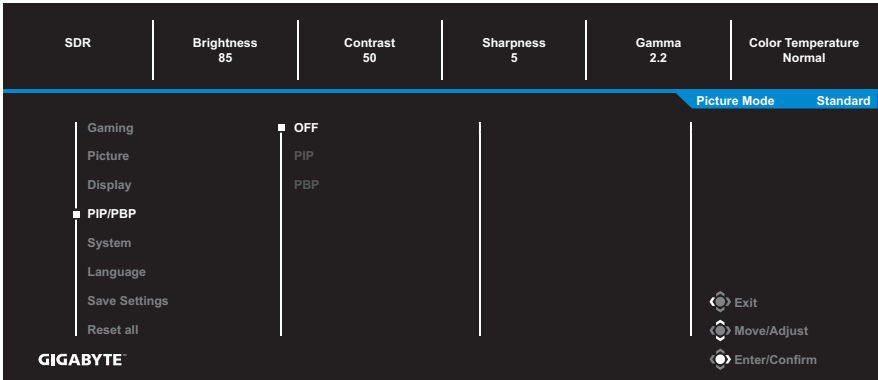 SDR
Brightness
85
Contrast
50
Sharpness
5
Gamma
2.2
Color Temperature
Normal
Picture Mode Standard
Gaming
Picture
Display
PIP/PBP
System
Language
Save Settings
Reset all
OFF
PIP
PBP
Exit
Move/Adjust
Enter/Confirm
GIGABYTE™